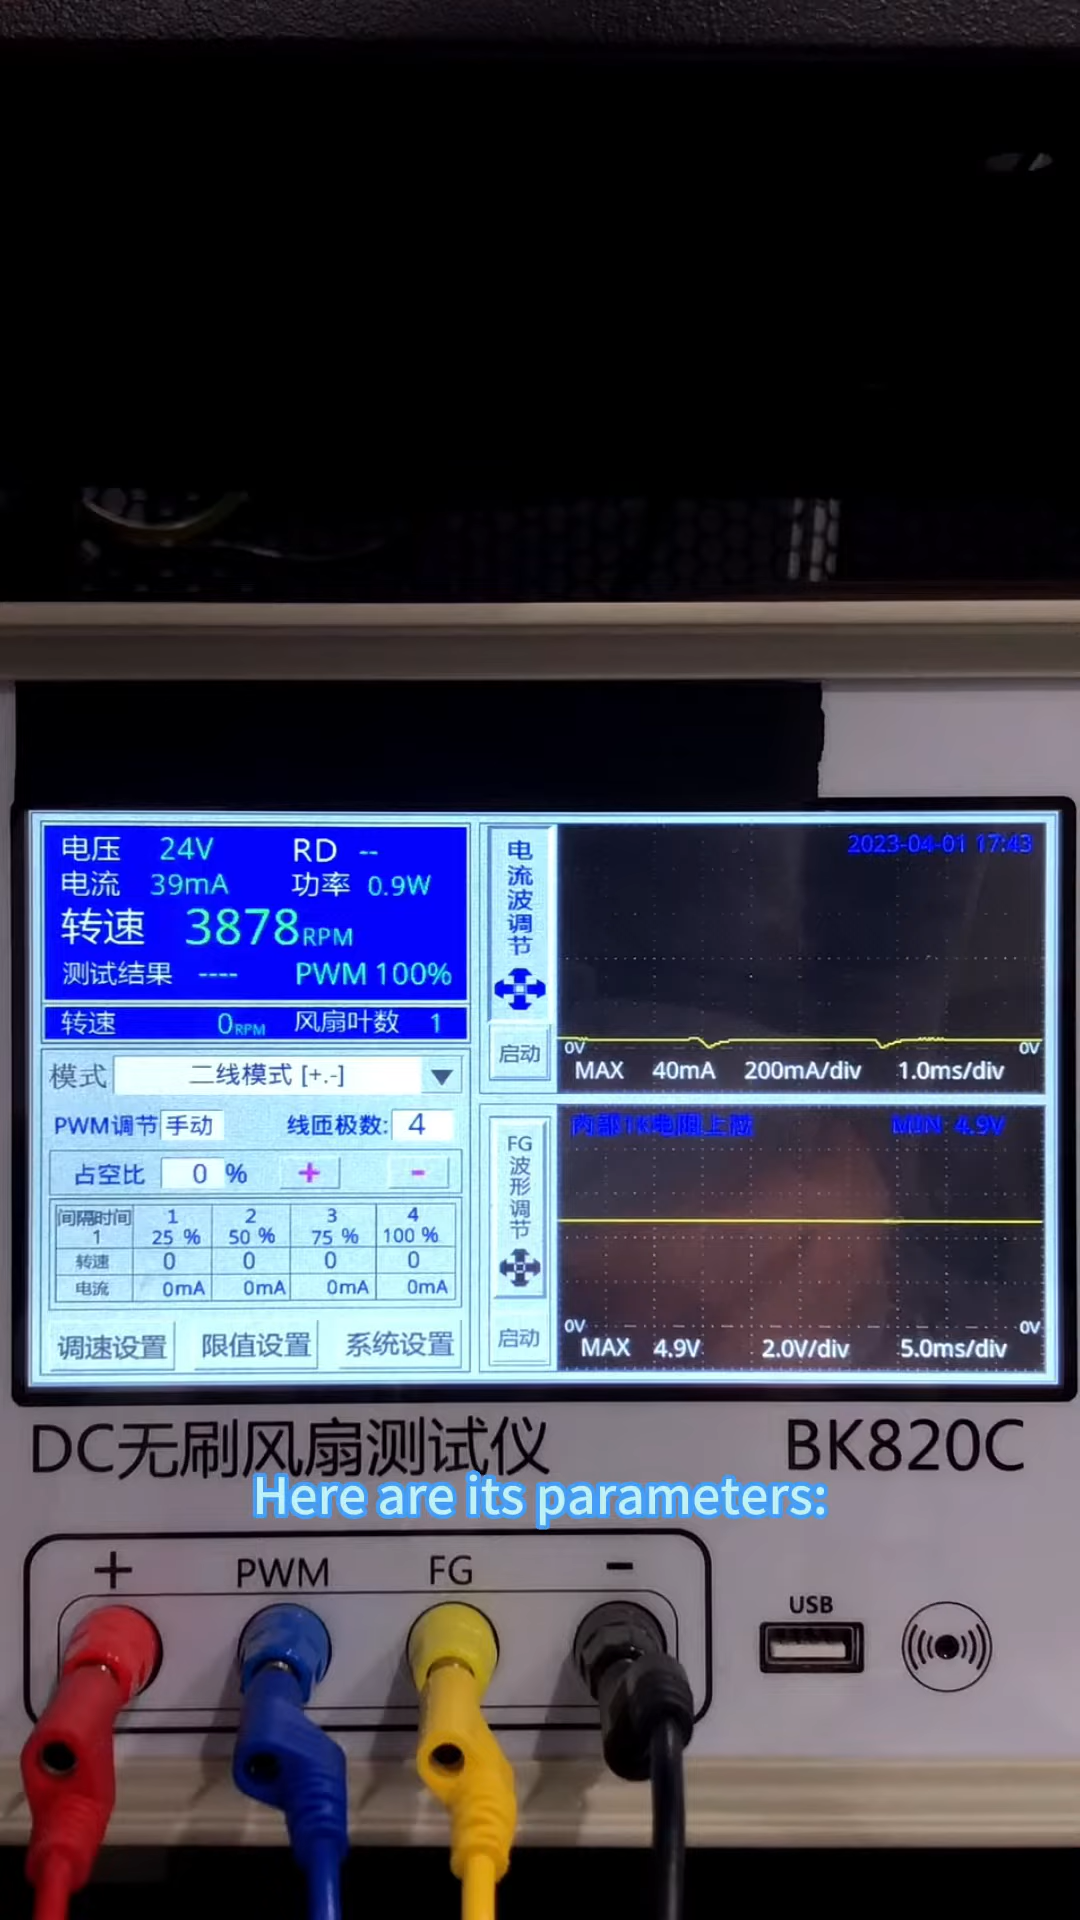 电压 24V RD --
电流 39mA 功率 0.9W
转速 3878RPM
测试结果 ---- PWM 100%
转速 0RPM 风扇叶数 1
模式 二线模式 [+.-]
PWM调节 手动 线匝极数: 4
占空比 0 % + -
间隔时间 1 2 3 4
1 25 % 50 % 75 % 100 %
转速 0 0 0 0
电流 0mA 0mA 0mA 0mA
调速设置 限值设置 系统设置
电流波调节
启动
2023-04-01 17:43
0V 0V
MAX 40mA 200mA/div 1.0ms/div
FG波形调节
启动
内部1K电阻上拉 MIN: 4.9V
0V 0V
MAX 4.9V 2.0V/div 5.0ms/div
DC无刷风扇测试仪 BK820C
Here are its parameters:
+ PWM FG -
USB